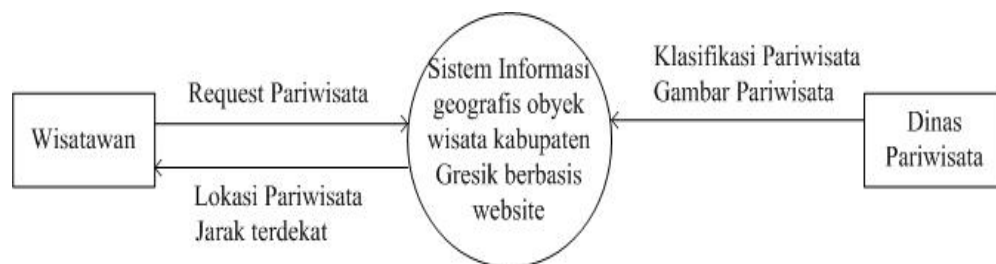 Wisatawan
Request Pariwisata
Lokasi Pariwisata
Jarak terdekat
Sistem Informasi
geografis obyek
wisata kabupaten
Gresik berbasis
website
Klasifikasi Pariwisata
Gambar Pariwisata
Dinas
Pariwisata